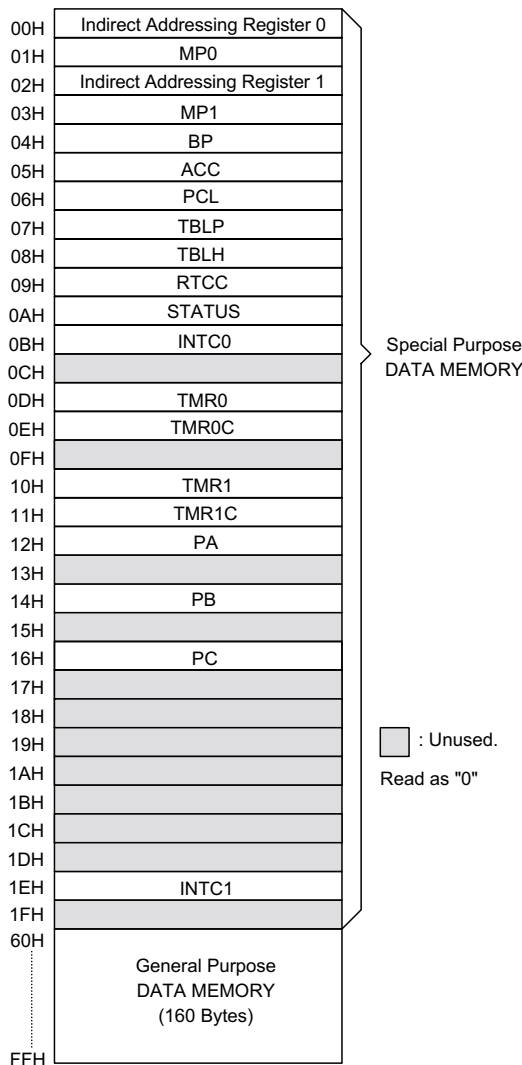 00H Indirect Addressing Register 0
01H MP0
02H Indirect Addressing Register 1
03H MP1
04H BP
05H ACC
06H PCL
07H TBLP
08H TBLH
09H RTCC
0AH STATUS
0BH INTC0
0CH
0DH TMR0
0EH TMR0C
0FH
10H TMR1
11H TMR1C
12H PA
13H
14H PB
15H
16H PC
17H
18H
19H
1AH
1BH
1CH
1DH
1EH INTC1
1FH
60H
General Purpose
DATA MEMORY
(160 Bytes)
FFH
Special Purpose
DATA MEMORY
: Unused.
Read as "0"